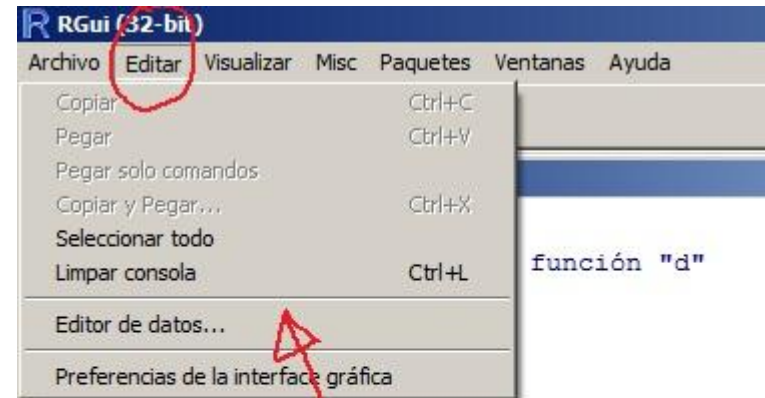 RGui (32-bit)
Archivo Editar Visualizar Misc Paquetes Ventanas Ayuda
Copiar Ctrl+C
Pegar Ctrl+V
Pegar solo comandos
Copiar y Pegar... Ctrl+X
Seleccionar todo
Limpar consola Ctrl+L
función "d"
Editor de datos...
Preferencias de la interface gráfica